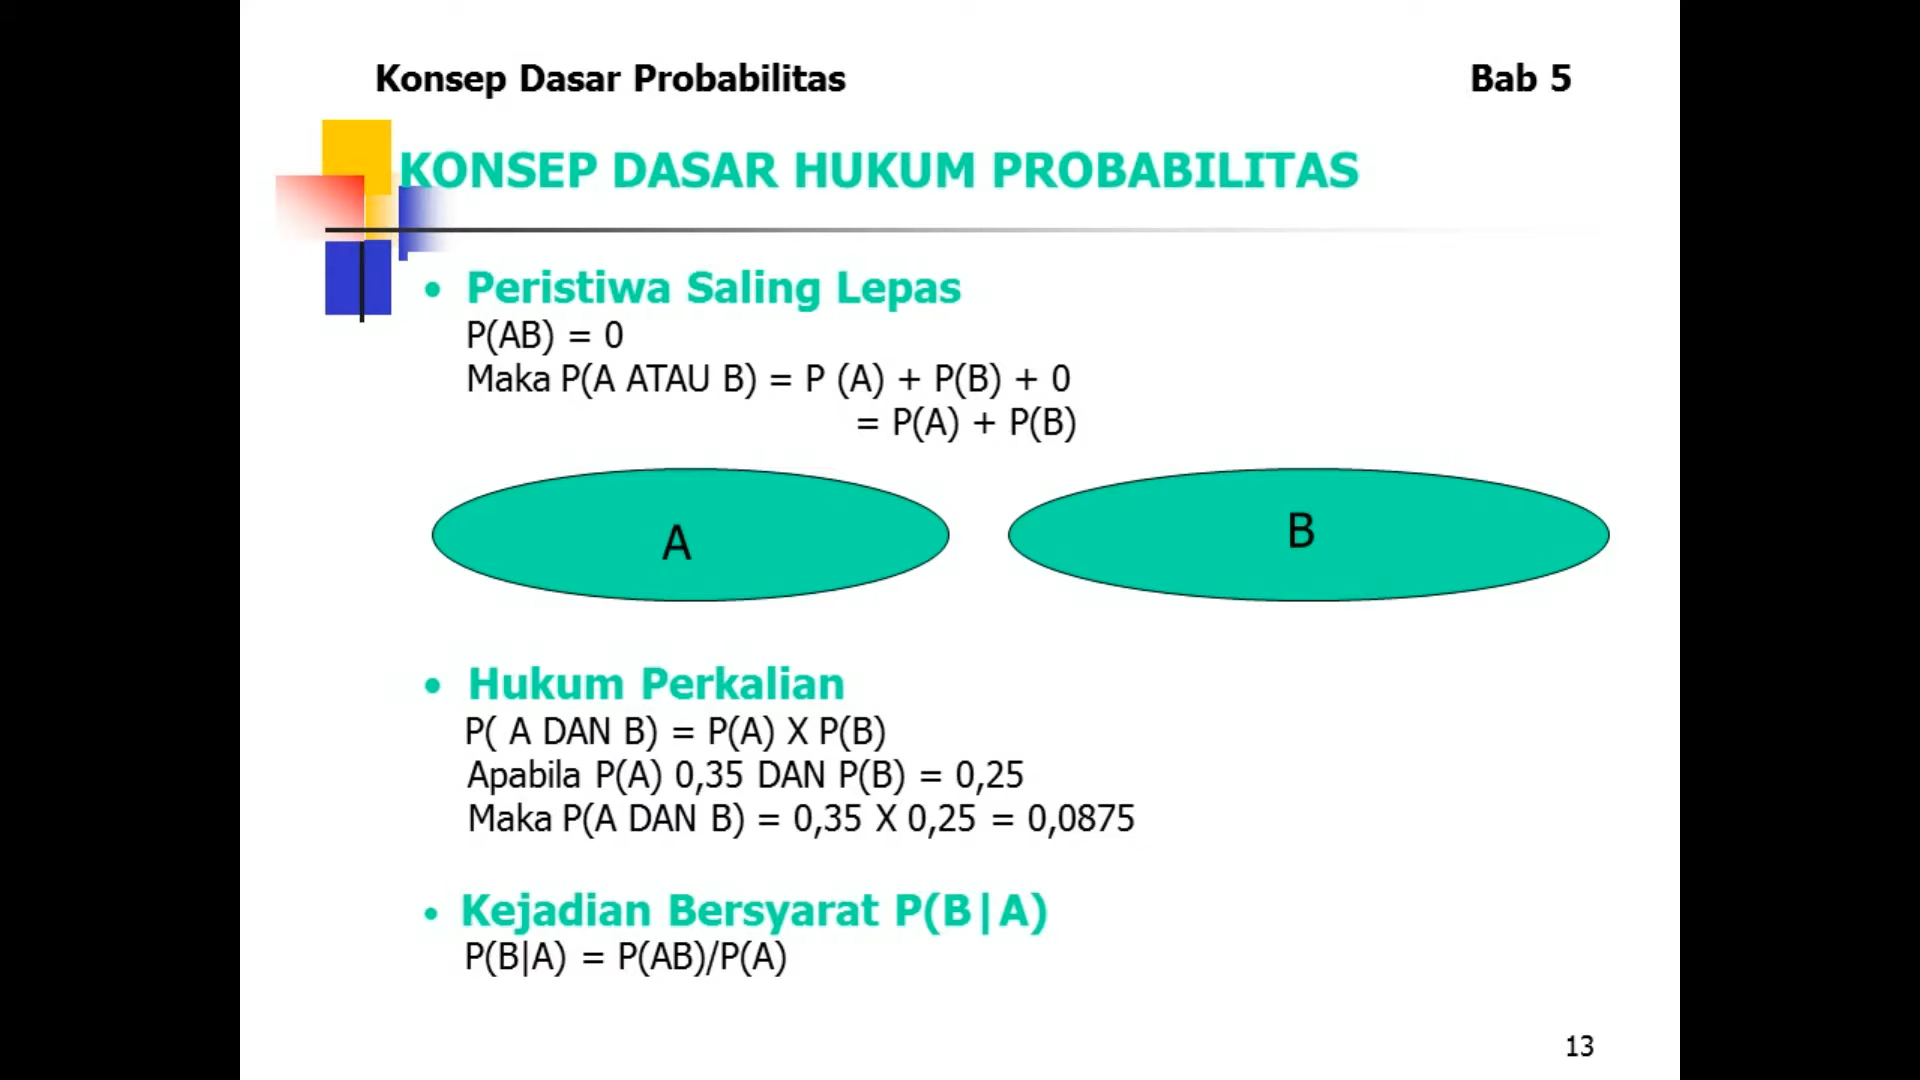 Konsep Dasar Probabilitas Bab 5
KONSEP DASAR HUKUM PROBABILITAS
• Peristiwa Saling Lepas
P(AB) = 0
Maka P(A ATAU B) = P (A) + P(B) + 0
= P(A) + P(B)
A B
• Hukum Perkalian
P( A DAN B) = P(A) X P(B)
Apabila P(A) 0,35 DAN P(B) = 0,25
Maka P(A DAN B) = 0,35 X 0,25 = 0,0875
• Kejadian Bersyarat P(B|A)
P(B|A) = P(AB)/P(A)
13